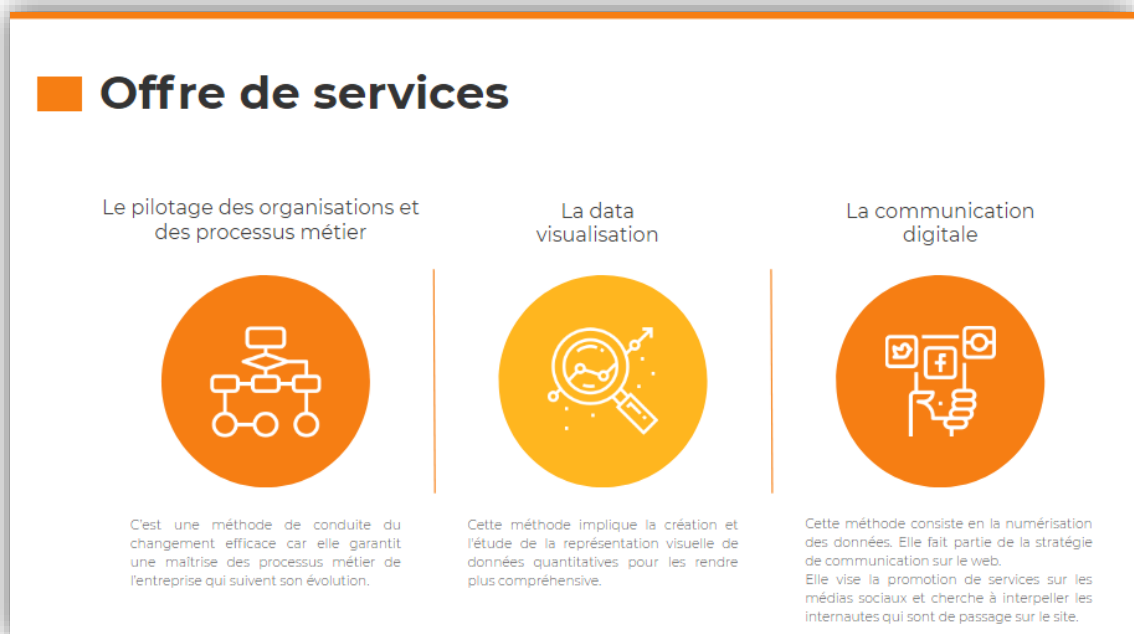 Offre de services
Le pilotage des organisations et
des processus métier
La data
visualisation
La communication
digitale
C'est une méthode de conduite du
changement efficace car elle garantit
une maîtrise des processus métier de
l'entreprise qui suivent son évolution.
Cette méthode implique la création et
l'étude de la représentation visuelle de
données quantitatives pour les rendre
plus compréhensive.
Cette méthode consiste en la numérisation
des données. Elle fait partie de la stratégie
de communication sur le web.
Elle vise la promotion de services sur les
médias sociaux et cherche à interpeller les
internautes qui sont de passage sur le site.